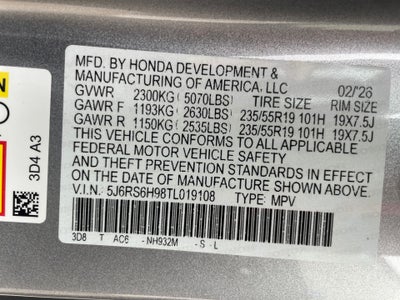 MFD. BY HONDA DEVELOPMENT &
MANUFACTURING OF AMERICA, LLC 02/'26
GVWR 2300KG (5070LBS) TIRE SIZE RIM SIZE
GAWR F 1193KG (2630LBS) 235/55R19 101H 19X7.5J
GAWR R 1150KG (2535LBS) 235/55R19 101H 19X7.5J
THIS VEHICLE CONFORMS TO ALL APPLICABLE
FEDERAL MOTOR VEHICLE SAFETY, BUMPER,
AND THEFT PREVENTION STANDARDS IN EFFECT
ON THE DATE OF MANUFACTURE SHOWN ABOVE.
V.I.N.: 5J6RS6H98TL019108 TYPE: MPV
3D8 T AC6 -NH932M -S -L
3D4 A3